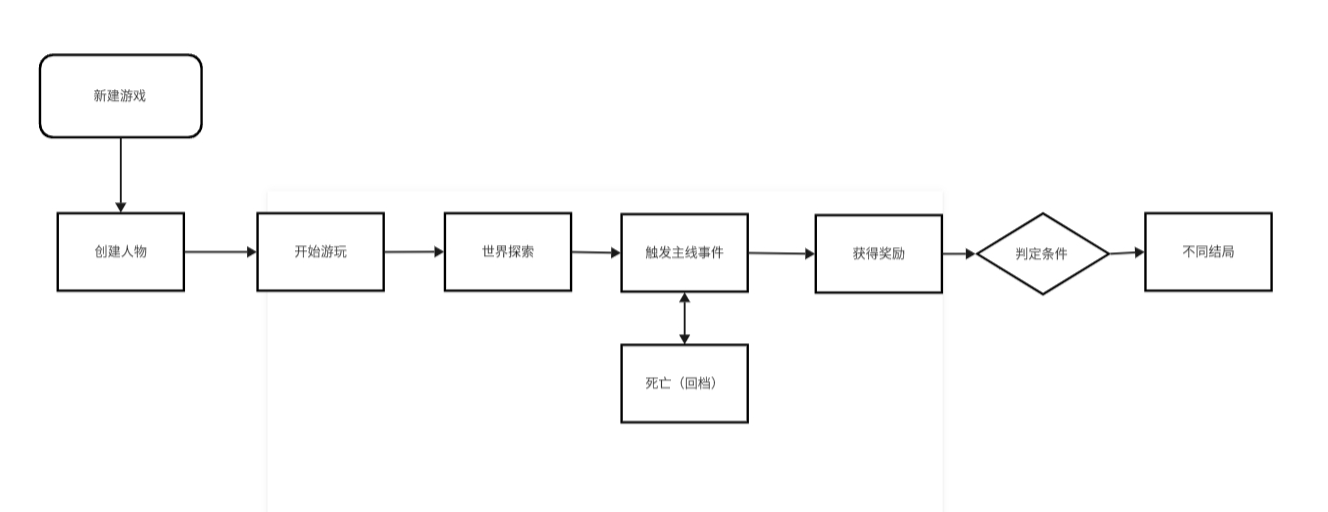 新建游戏
创建人物
开始游玩
世界探索
触发主线事件
获得奖励
判定条件
不同结局
死亡（回档）